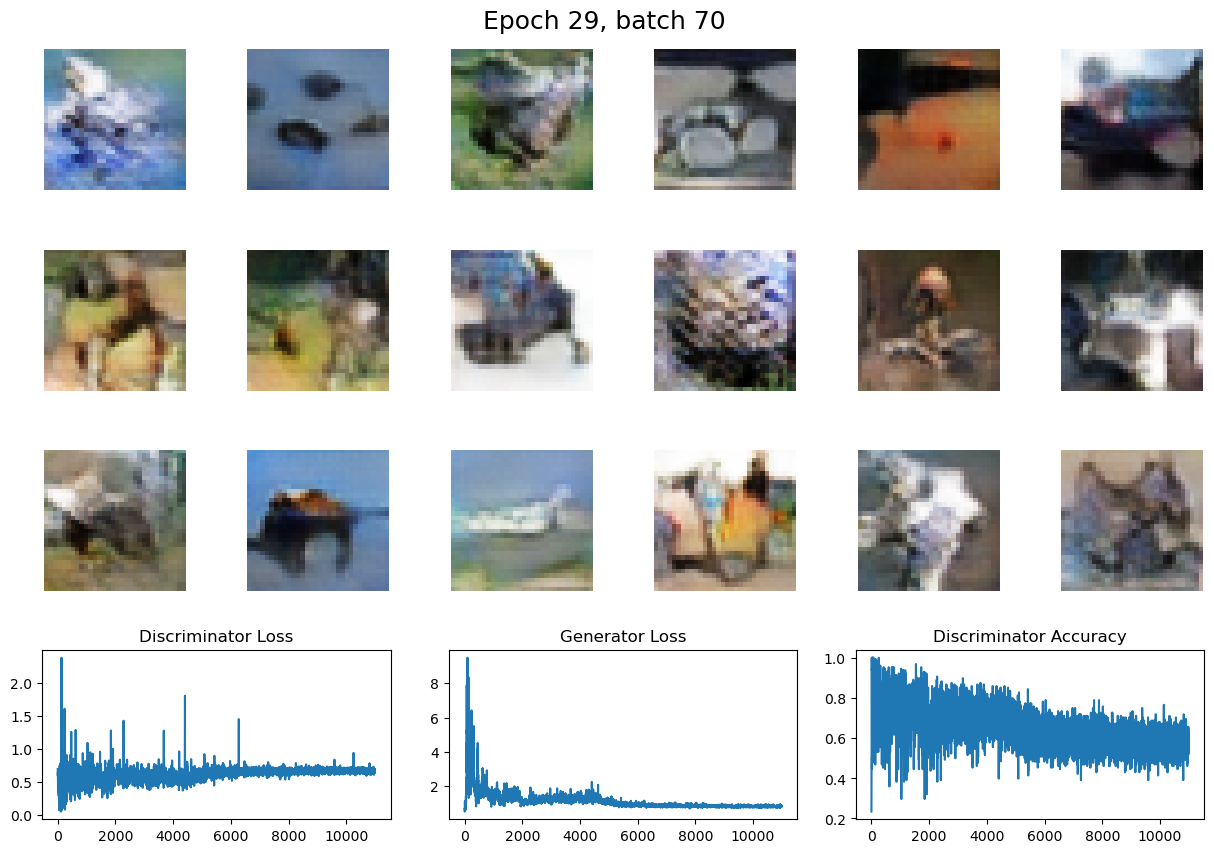 Epoch 29, batch 70
Discriminator Loss
Generator Loss
Discriminator Accuracy
2.0
1.5
1.0
0.5
0.0
0 2000 4000 6000 8000 10000
8
6
4
2
0 2000 4000 6000 8000 10000
1.0
0.8
0.6
0.4
0.2
0 2000 4000 6000 8000 10000